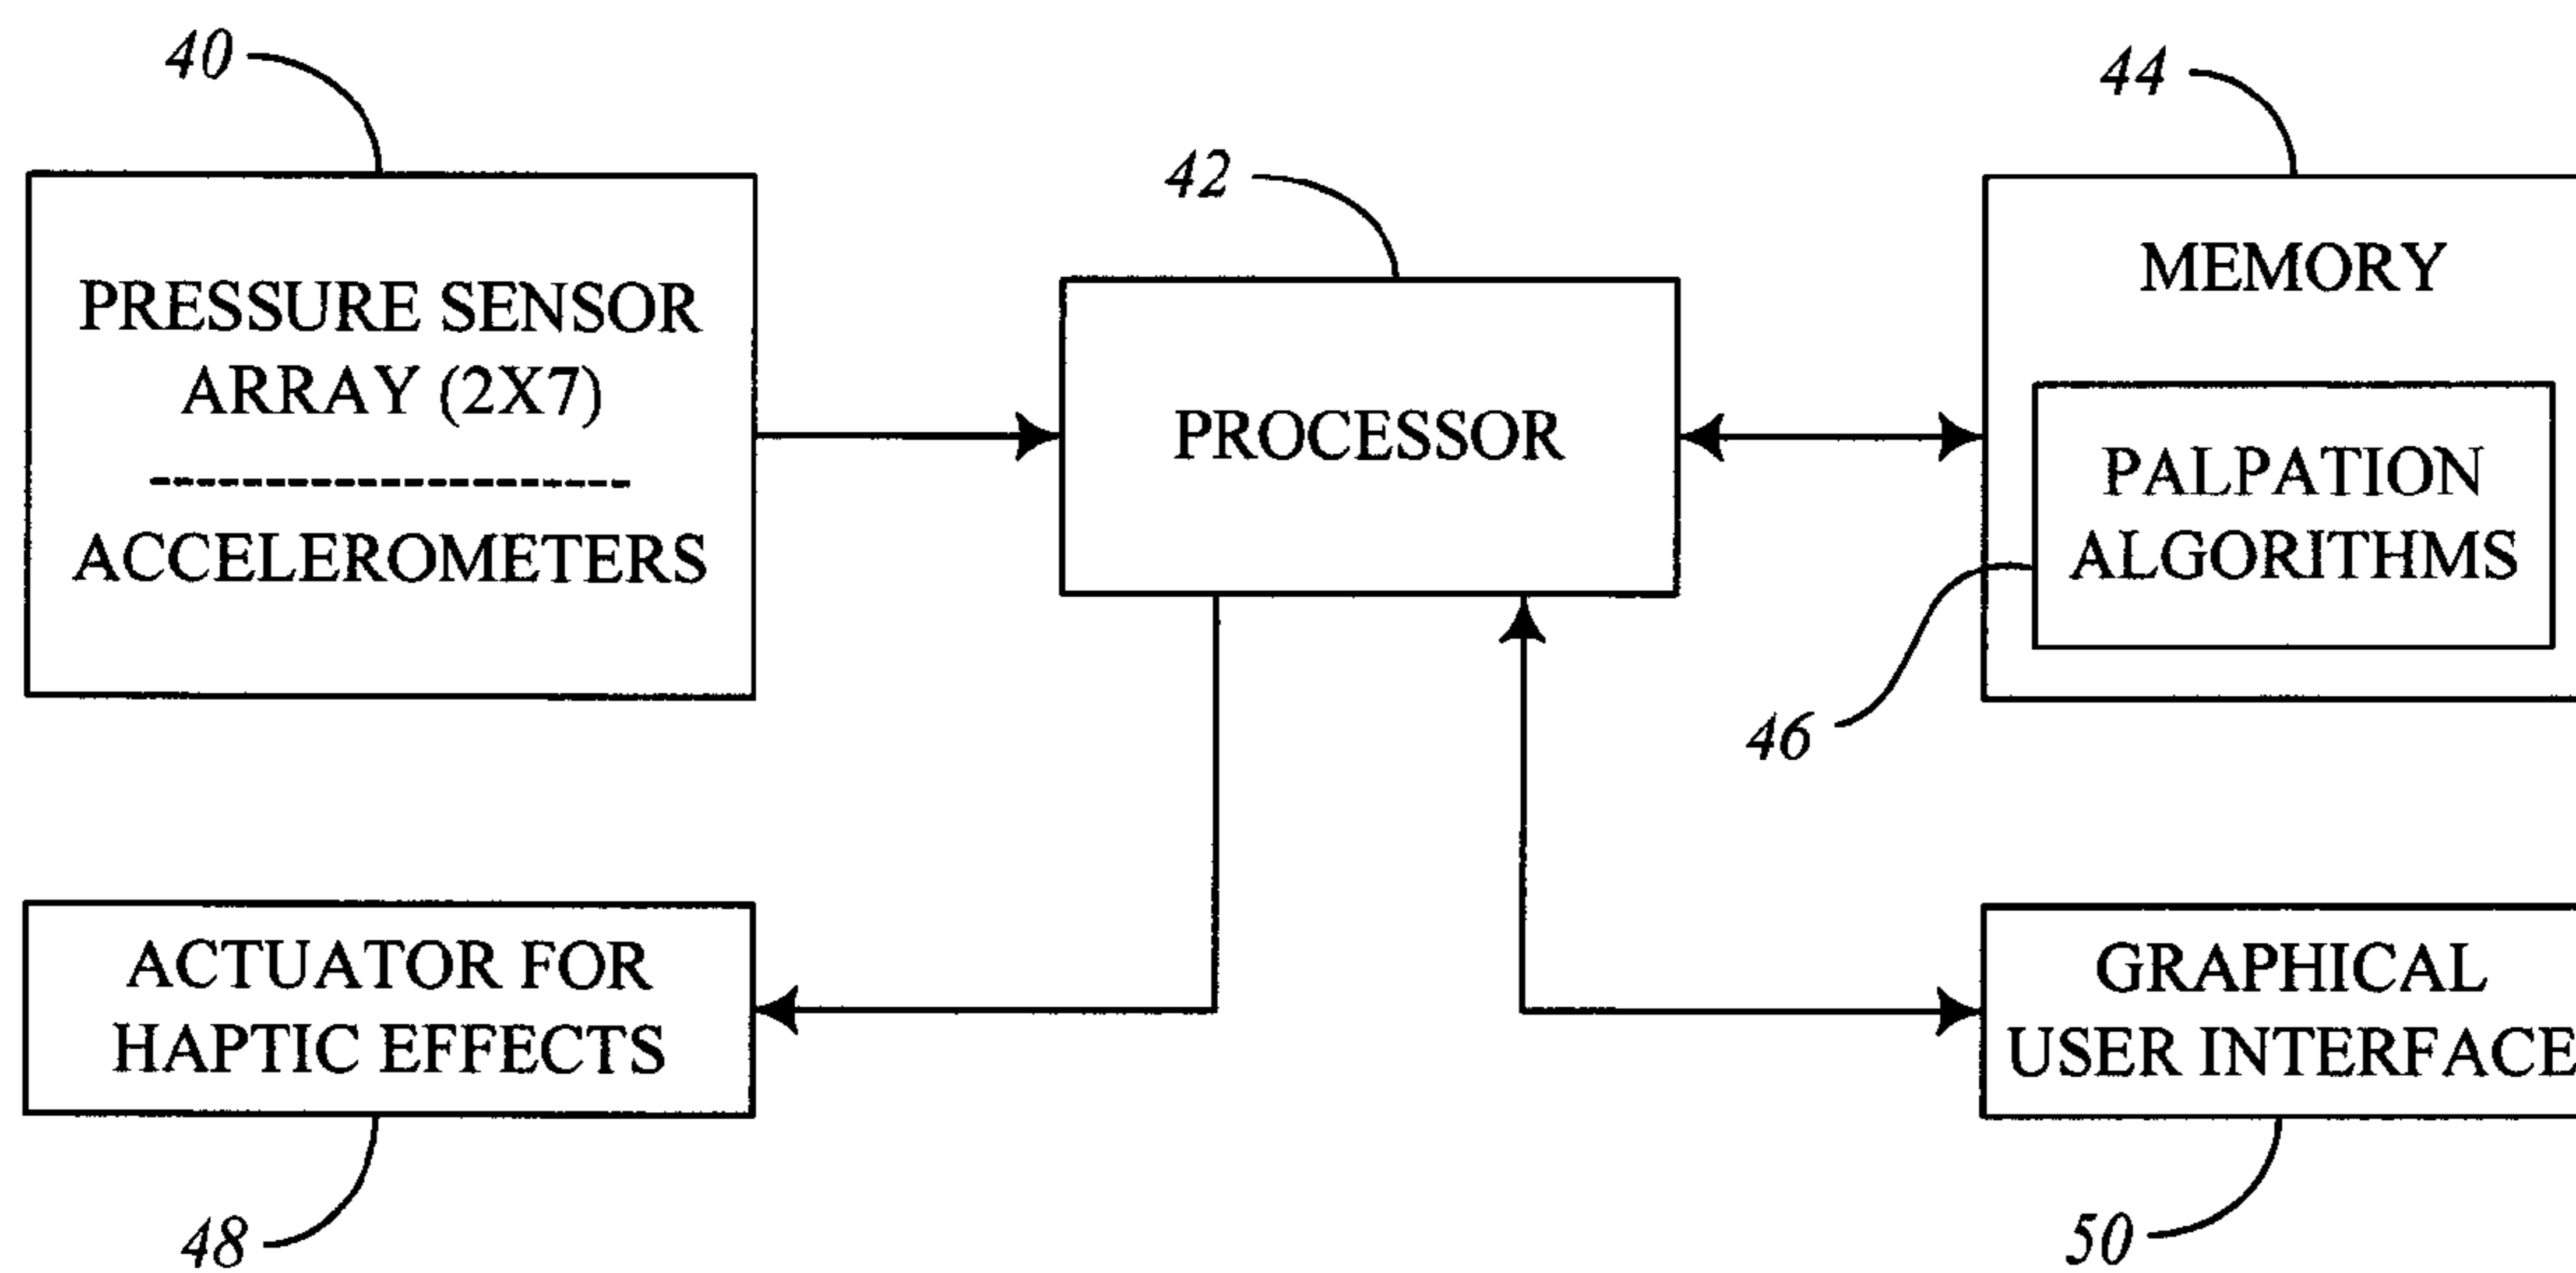 40
44
42
PRESSURE SENSOR
ARRAY (2X7)
ACCELEROMETERS
PROCESSOR
MEMORY
PALPATION
ALGORITHMS
46
ACTUATOR FOR
HAPTIC EFFECTS
GRAPHICAL
USER INTERFACE
48
50